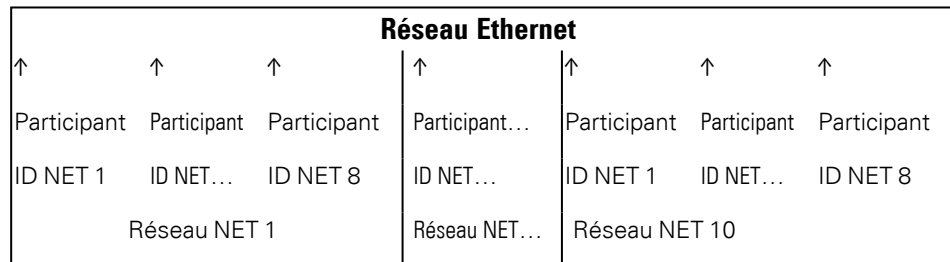 Réseau Ethernet
↑ ↑ ↑ ↑ ↑ ↑ ↑
Participant Participant Participant Participant… Participant Participant Participant
ID NET 1 ID NET… ID NET 8 ID NET… ID NET 1 ID NET… ID NET 8
Réseau NET 1 Réseau NET… Réseau NET 10